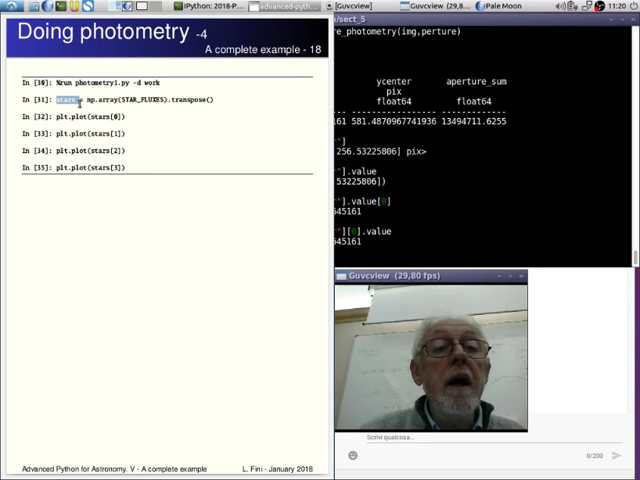 IPython: 2018-P...
advanced-pyth...
[Guvcview]
Guvcview (29,8...
Pale Moon
11:20
Doing photometry -4
A complete example - 18
In [30]: %run photometry1.py -d work
In [31]: stars = np.array(STAR_FLUXES).transpose()
In [32]: plt.plot(stars[0])
In [33]: plt.plot(stars[1])
In [34]: plt.plot(stars[2])
In [35]: plt.plot(stars[3])
Advanced Python for Astronomy. V - A complete example
L. Fini - January 2018
/sect_5
re_photometry(img,perture)
ycenter aperture_sum
pix
float64 float64
161 581.4870967741936 13494711.6255
"]
256.53225806] pix>
"].value
53225806])
"].value[0]
645161
"][0].value
645161
Guvcview (29,80 fps)
Scrivi qualcosa...
0/200